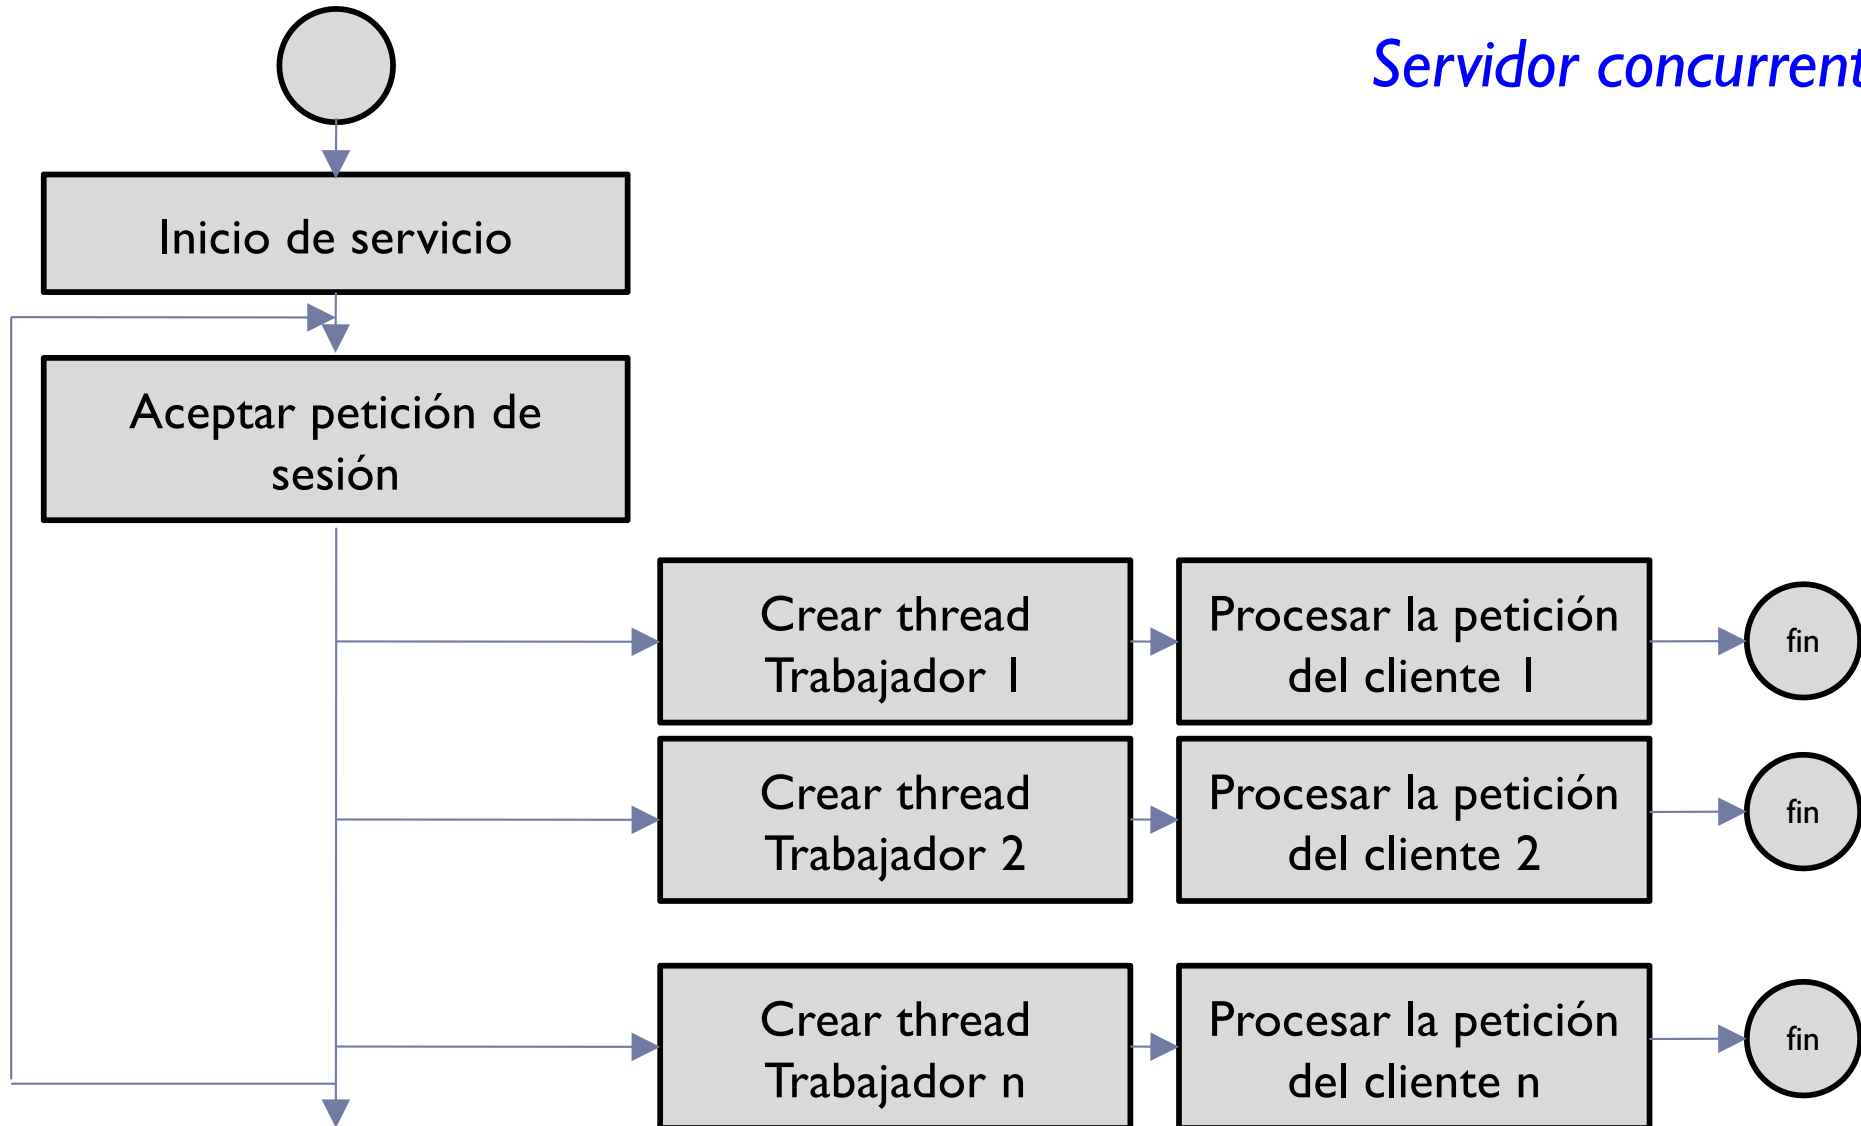 Servidor concurrent
Inicio de servicio
Aceptar petición de
sesión
Crear thread
Trabajador 1
Procesar la petición
del cliente 1
fin
Crear thread
Trabajador 2
Procesar la petición
del cliente 2
fin
Crear thread
Trabajador n
Procesar la petición
del cliente n
fin